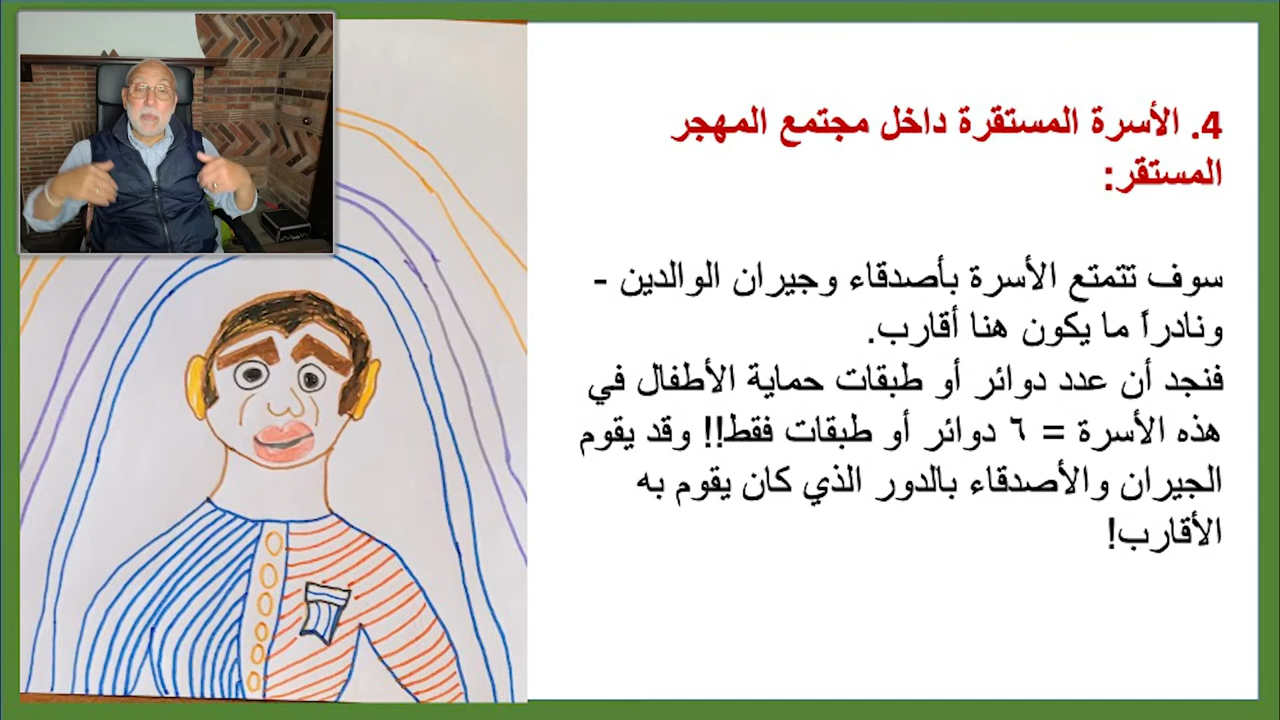 4. الأسرة المستقرة داخل مجتمع المهجر
المستقر:
سوف تتمتع الأسرة بأصدقاء وجيران الوالدين -
ونادراً ما يكون هنا أقارب.
فنجد أن عدد دوائر أو طبقات حماية الأطفال في
هذه الأسرة = ٦ دوائر أو طبقات فقط!! وقد يقوم
الجيران والأصدقاء بالدور الذي كان يقوم به
الأقارب!